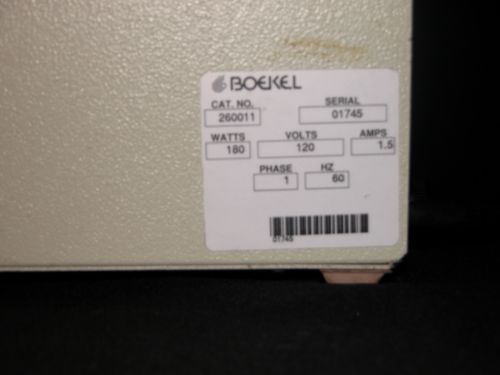 BOEKEL
CAT. NO. SERIAL
260011 01745
WATTS VOLTS AMPS
180 120 1.5
PHASE HZ
1 60
01745